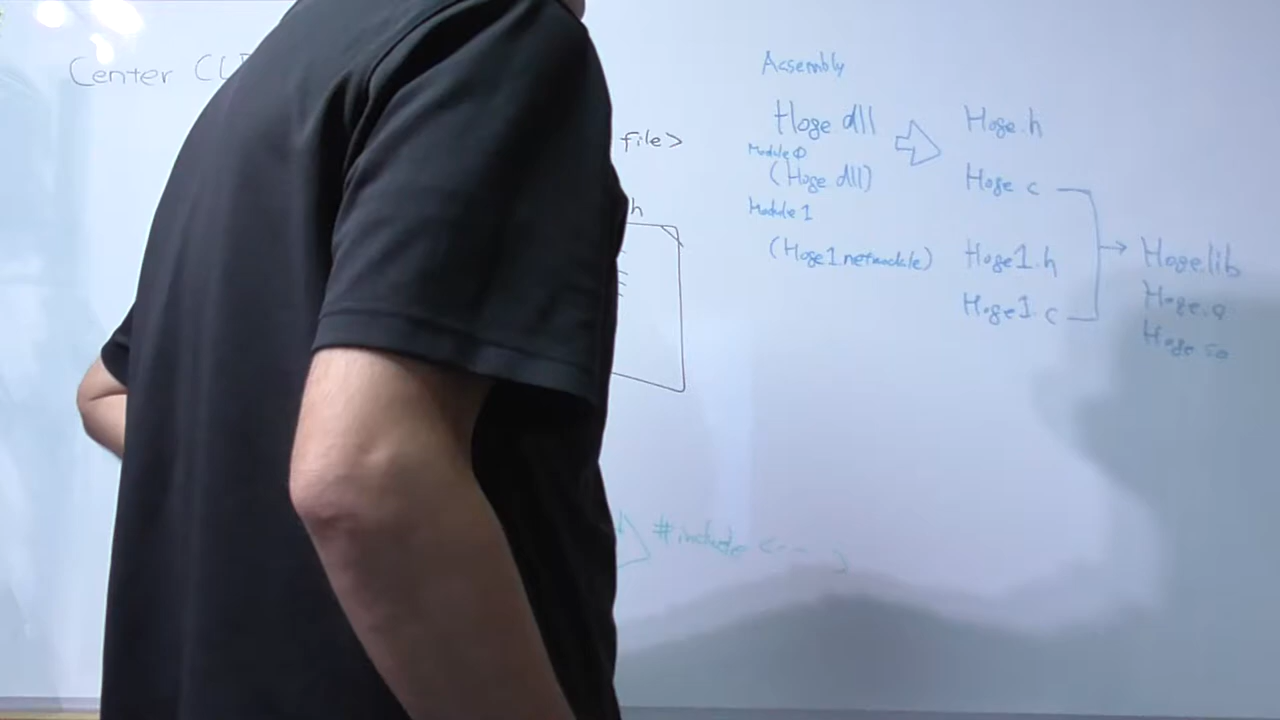 Center CL
Assembly
Hoge.dll
Hoge.h
file>
Module 0
(Hoge.dll)
Hoge.c
h
Module 1
(Hoge1.netmodule)
Hoge1.h
Hoge.lib
Hoge1.c
Hoge.a
Hoge.so
#include <--->